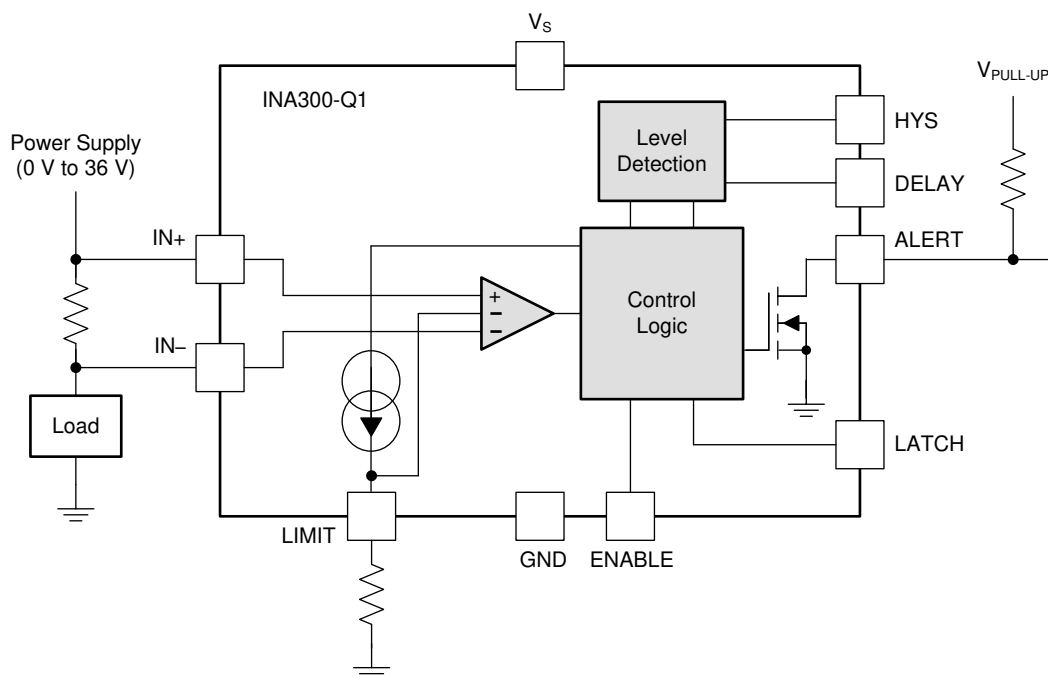 V_S
V_PULL-UP
INA300-Q1
HYS
Power Supply
(0 V to 36 V)
Level
Detection
DELAY
IN+
ALERT
+
−
−
Control
Logic
IN−
Load
LATCH
LIMIT
GND
ENABLE